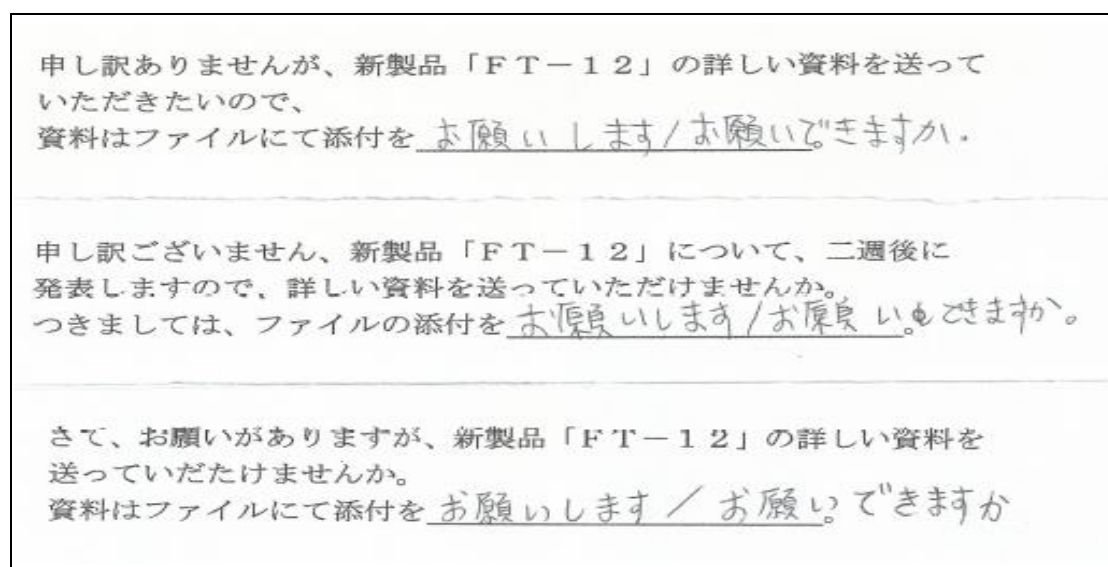 申し訳ありませんが、新製品「ＦＴ－１２」の詳しい資料を送って
いただきたいので、
資料はファイルにて添付を お願いします/お願いできますか.
申し訳ございません、新製品「ＦＴ－１２」について、二週後に
発表しますので、詳しい資料を送っていただけませんか。
つきましては、ファイルの添付を お願いします/お願いもできますか。
さて、お願いがありますが、新製品「ＦＴ－１２」の詳しい資料を
送っていだたけませんか。
資料はファイルにて添付を お願いします／お願い。できますか